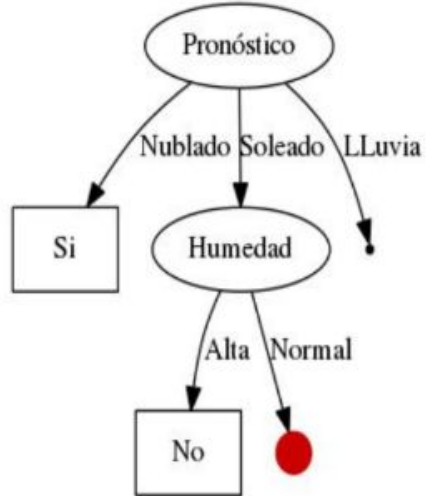 Pronóstico
Nublado Soleado LLuvia
Si Humedad
Alta Normal
No